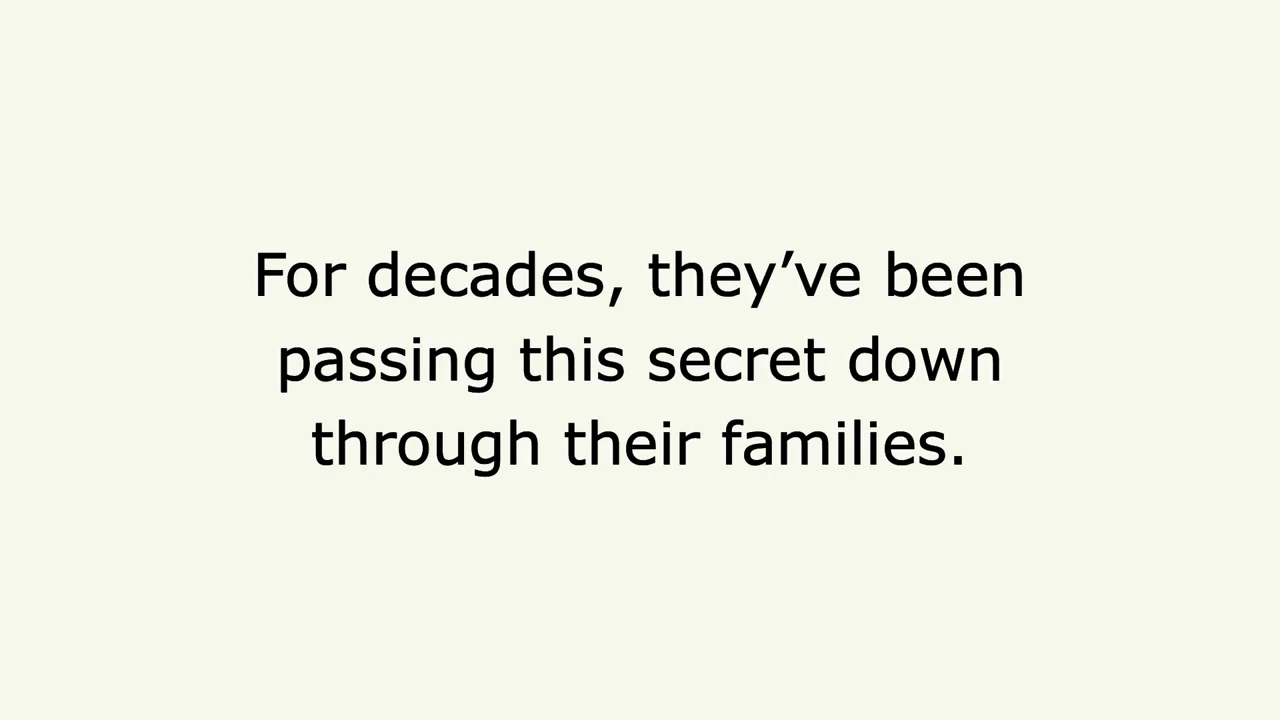 For decades, they’ve been
passing this secret down
through their families.